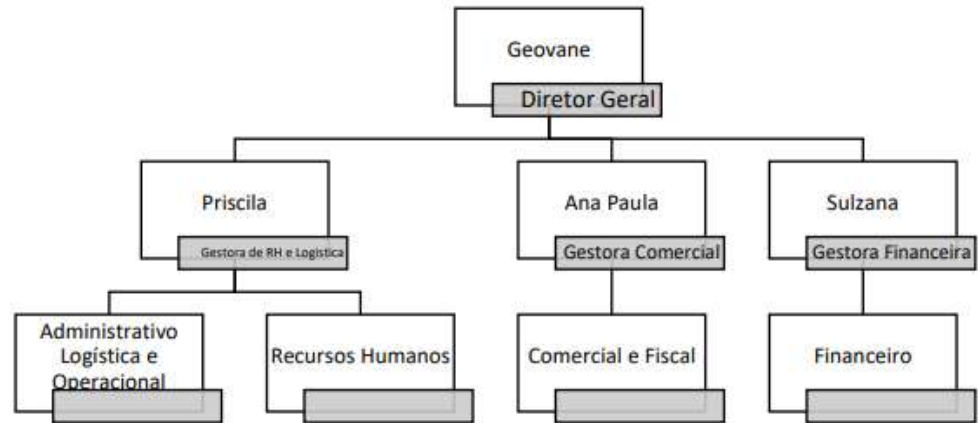 Geovane
Diretor Geral
Priscila
Gestora de RH e Logística
Ana Paula
Gestora Comercial
Sulzana
Gestora Financeira
Administrativo
Logística e
Operacional
Recursos Humanos
Comercial e Fiscal
Financeiro